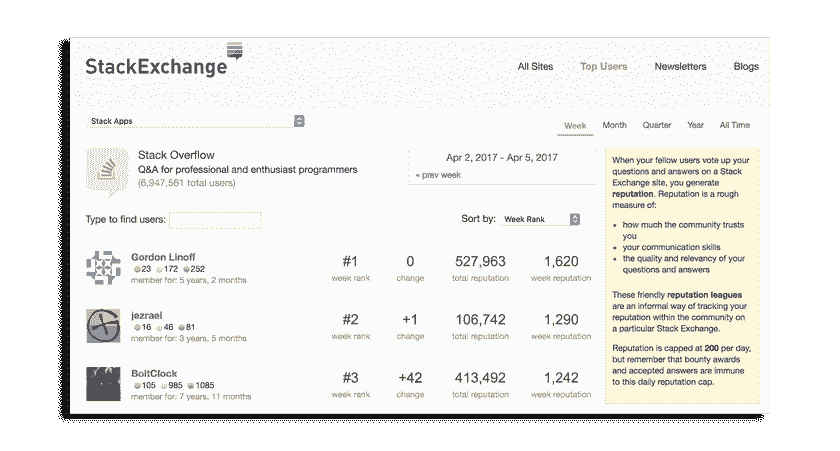 StackExchange
All Sites Top Users Newsletters Blogs
Stack Apps
Week Month Quarter Year All Time
Stack Overflow
Q&A for professional and enthusiast programmers
(6,947,561 total users)
Apr 2, 2017 - Apr 5, 2017
« prev week
Type to find users:
Sort by: Week Rank
Gordon Linoff
23 172 252
member for: 5 years, 2 months
#1 0 527,963 1,620
week rank change total reputation week reputation
jezrael
16 46 81
member for: 3 years, 5 months
#2 +1 106,742 1,290
week rank change total reputation week reputation
BoltClock
105 985 1085
member for: 7 years, 11 months
#3 +42 413,492 1,242
week rank change total reputation week reputation
When your fellow users vote up your
questions and answers on a Stack
Exchange site, you generate
reputation. Reputation is a rough
measure of:
• how much the community trusts
you
• your communication skills
• the quality and relevancy of your
questions and answers
These friendly reputation leagues
are an informal way of tracking your
reputation within the community on
a particular Stack Exchange.
Reputation is capped at 200 per day,
but remember that bounty awards
and accepted answers are immune
to this daily reputation cap.